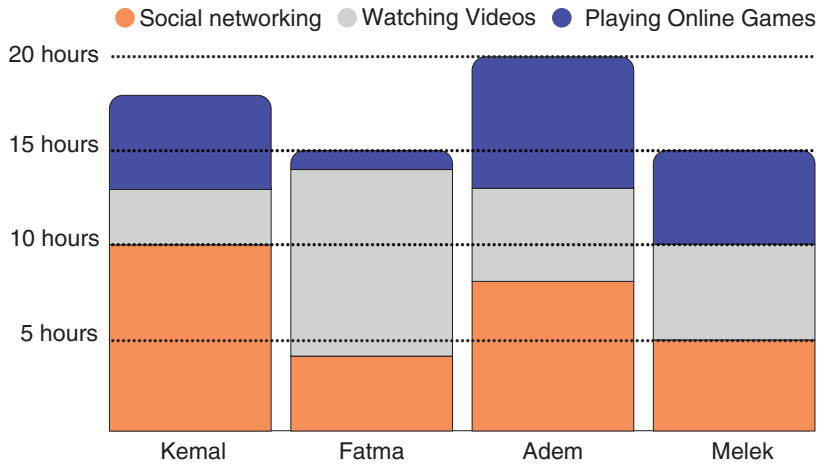 Social networking Watching Videos Playing Online Games
20 hours
15 hours
10 hours
5 hours
Kemal Fatma Adem Melek